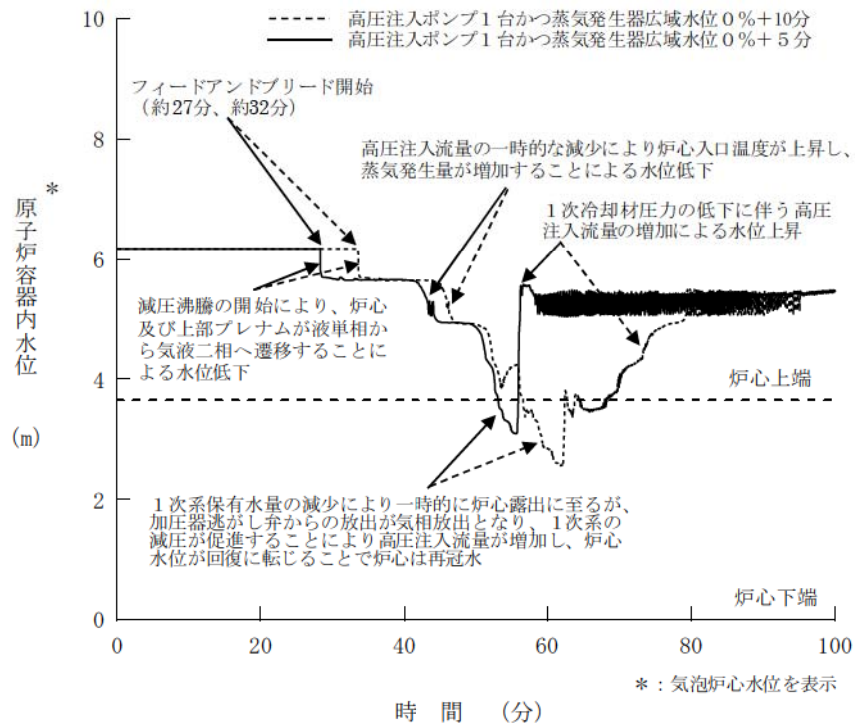 高圧注入ポンプ1台かつ蒸気発生器広域水位0%+10分
高圧注入ポンプ1台かつ蒸気発生器広域水位0%+5分
フィードアンドブリード開始
(約27分、約32分)
高圧注入流量の一時的な減少により炉心入口温度が上昇し、
蒸気発生量が増加することによる水位低下
1次冷却材圧力の低下に伴う高圧
注入流量の増加による水位上昇
減圧沸騰の開始により、炉心
及び上部プレナムが液単相か
ら気液二相へ遷移することに
よる水位低下
炉心上端
1次系保有水量の減少により一時的に炉心露出に至るが、
加圧器逃がし弁からの放出が気相放出となり、1次系の
減圧が促進することにより高圧注入流量が増加し、炉心
水位が回復に転じることで炉心は再冠水
炉心下端
原子炉容器内水位*
(m)
10
8
6
4
2
0
0 20 40 60 80 100
*:気泡炉心水位を表示
時間 (分)